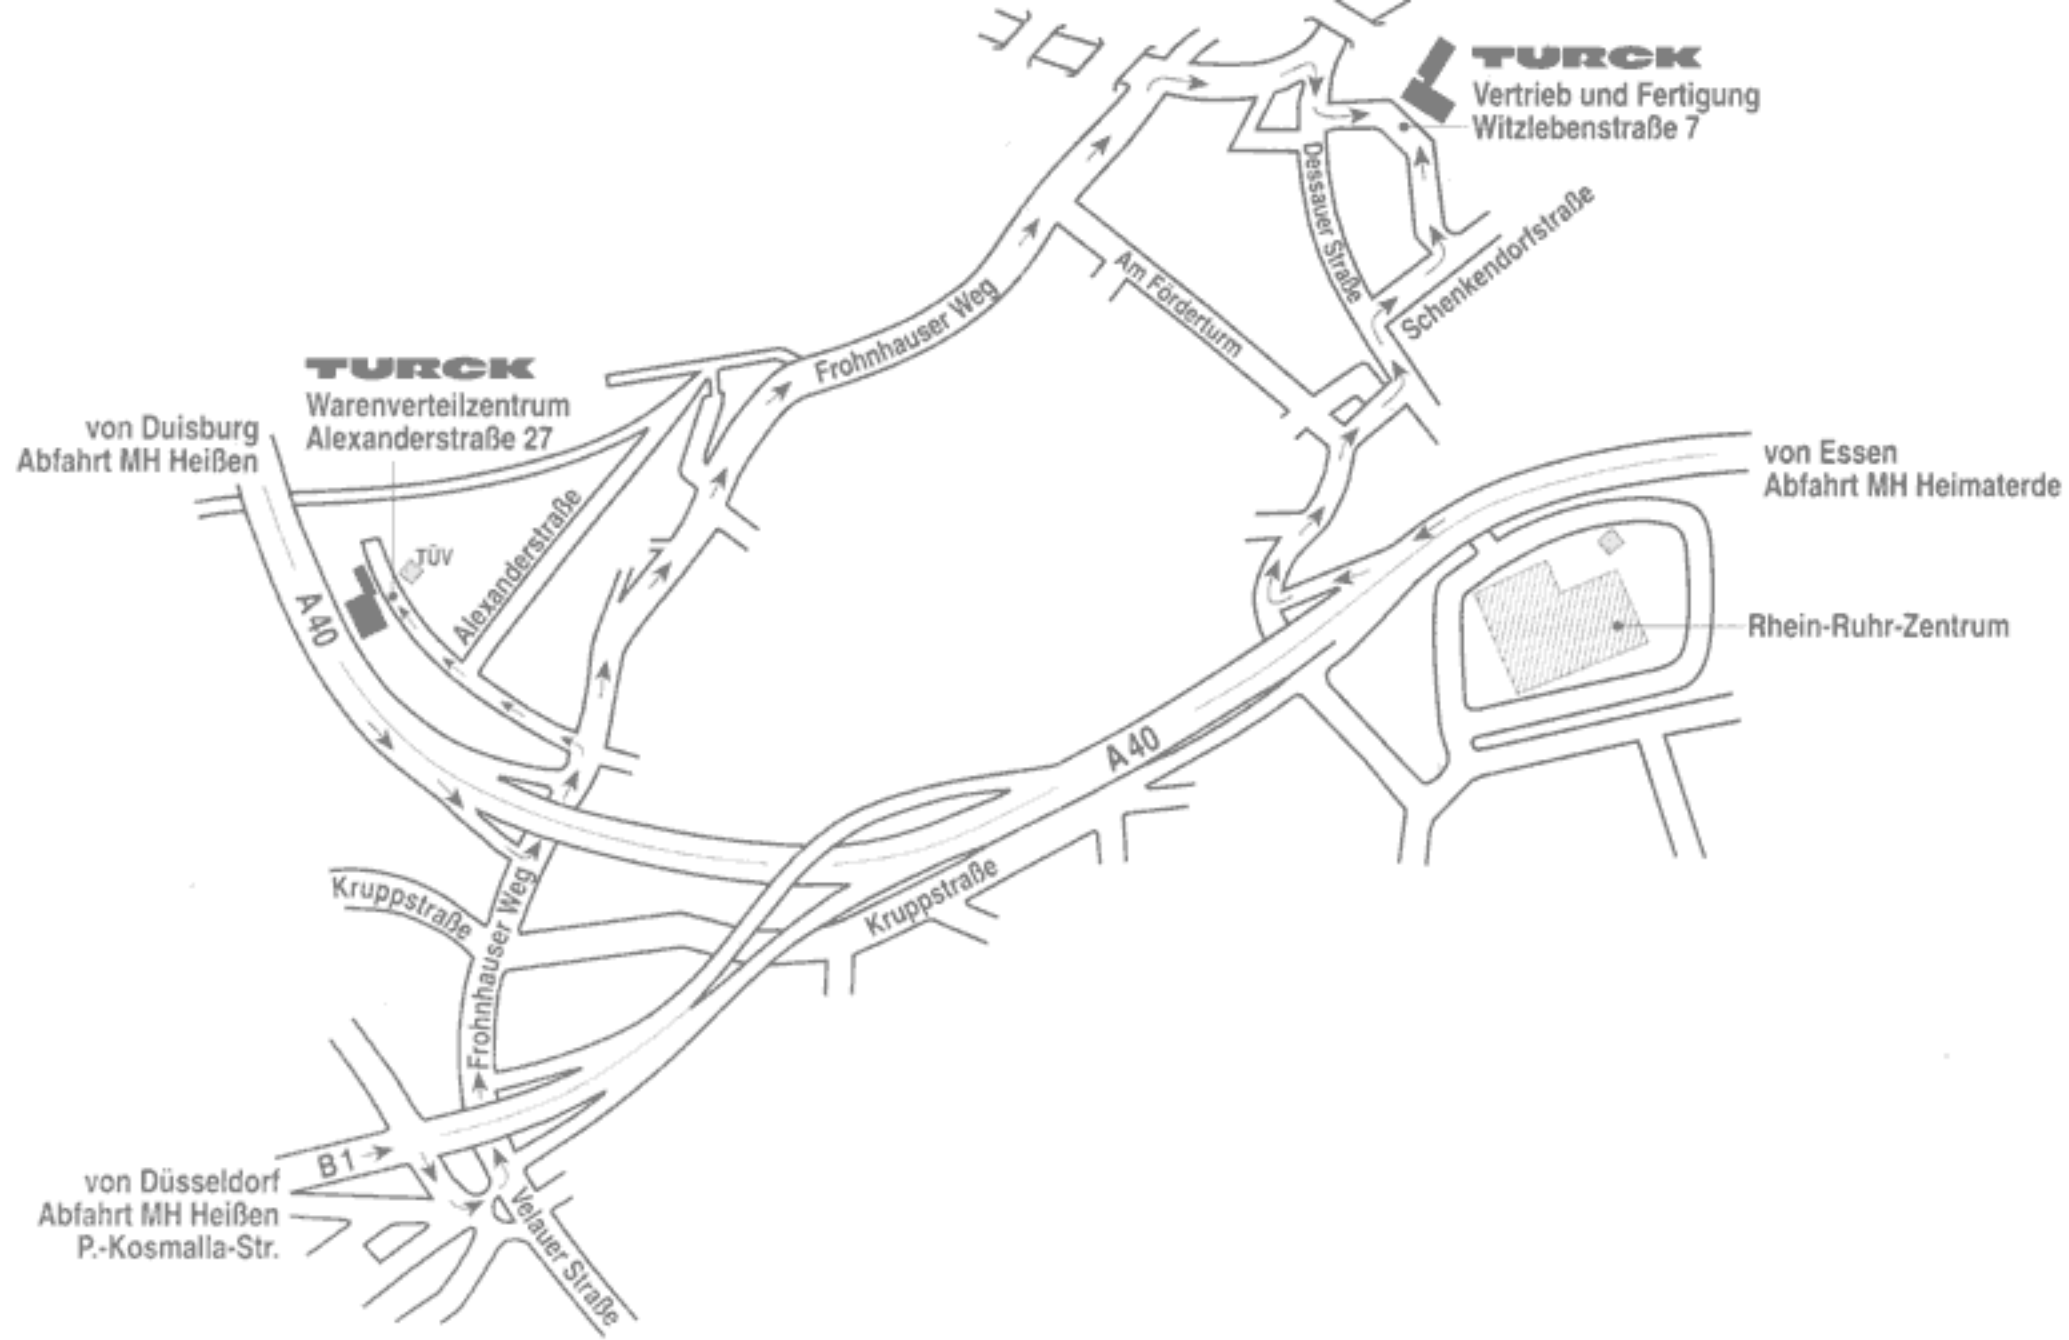 TURCK
Vertrieb und Fertigung
Witzlebenstraße 7
Dessauer Straße
Schenkendorfstraße
Am Förderturm
Frohnhauser Weg
TURCK
Warenverteilzentrum
Alexanderstraße 27
von Duisburg
Abfahrt MH Heißen
von Essen
Abfahrt MH Heimaterde
TÜV
Alexanderstraße
A 40
Rhein-Ruhr-Zentrum
A 40
Kruppstraße
Kruppstraße
Frohnhauser Weg
B 1
von Düsseldorf
Abfahrt MH Heißen
P.-Kosmalla-Str.
Velauer Straße